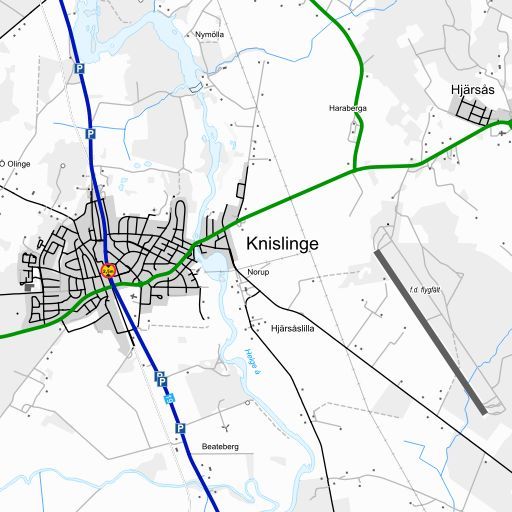 Nymölla
Hjärsås
P
Haraberga
P
Ö Olinge
Knislinge
Norup
f.d. flygfält
Hjärsåslilla
Helge å
P
P
P
Beateberg